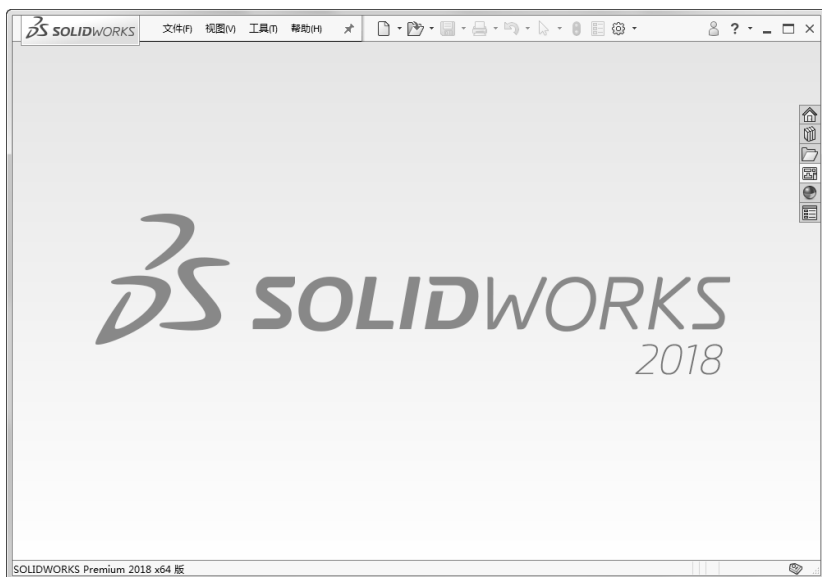 SOLIDWORKS 文件(F) 视图(V) 工具(T) 帮助(H) ?
SOLIDWORKS
2018
SOLIDWORKS Premium 2018 x64 版